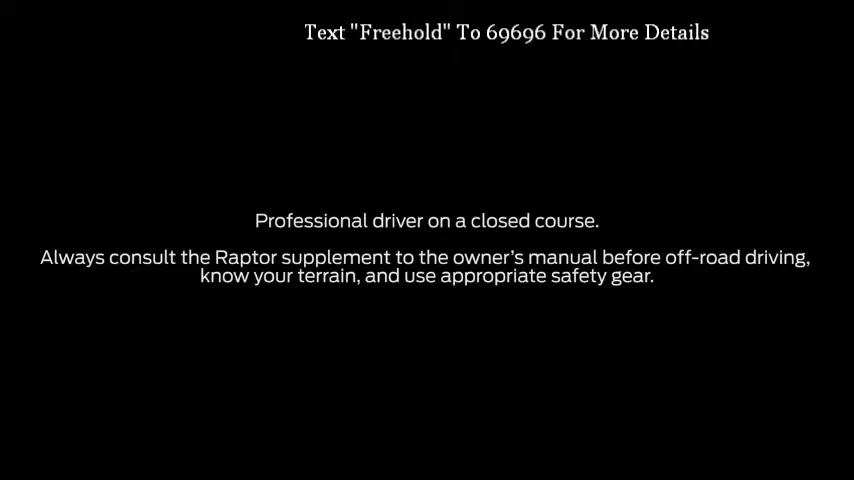 Text "Freehold" To 69696 For More Details
Professional driver on a closed course.
Always consult the Raptor supplement to the owner’s manual before off-road driving,
know your terrain, and use appropriate safety gear.